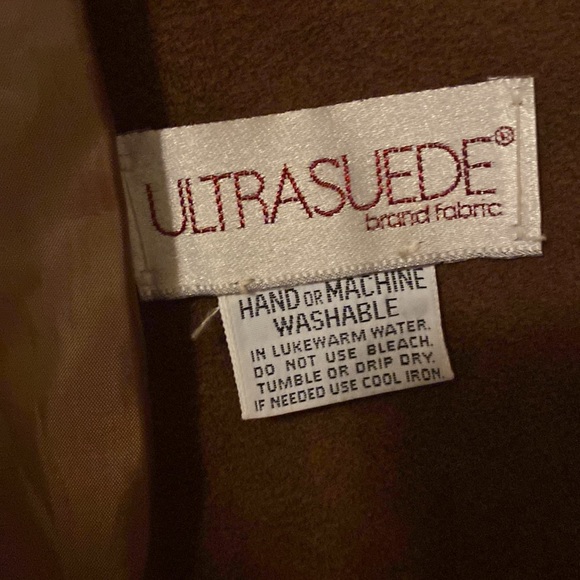 ULTRASUEDE®
brand fabric
HAND OR MACHINE
WASHABLE
IN LUKEWARM WATER.
DO NOT USE BLEACH.
TUMBLE OR DRIP DRY.
IF NEEDED USE COOL IRON.